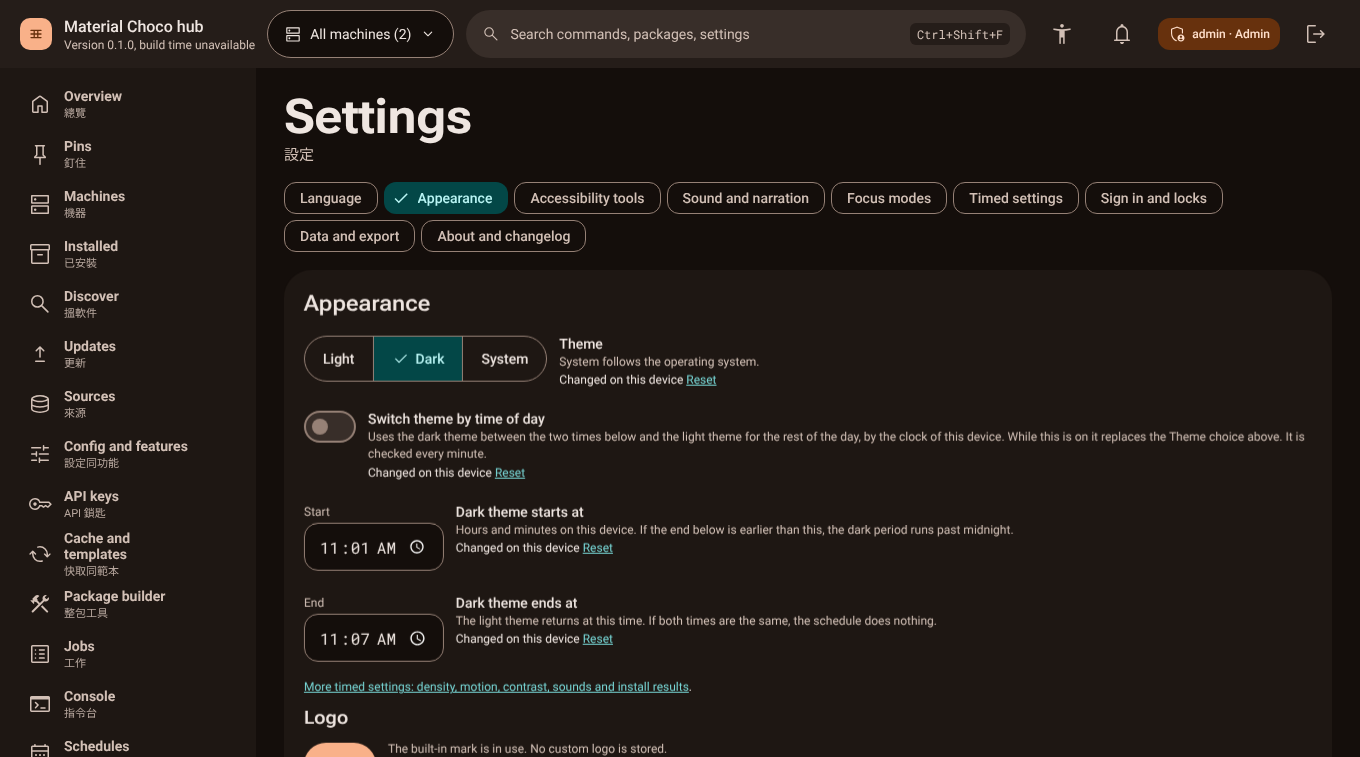 Material Choco hub
Version 0.1.0, build time unavailable
All machines (2)
Search commands, packages, settings
Ctrl+Shift+F
admin · Admin
Overview
總覽
Pins
釘住
Machines
機器
Installed
已安裝
Discover
搵軟件
Updates
更新
Sources
來源
Config and features
設定同功能
API keys
API 鎖匙
Cache and
templates
快取同範本
Package builder
整包工具
Jobs
工作
Console
指令台
Schedules
Settings
設定
Language
Appearance
Accessibility tools
Sound and narration
Focus modes
Timed settings
Sign in and locks
Data and export
About and changelog
Appearance
Light
Dark
System
Theme
System follows the operating system.
Changed on this device Reset
Switch theme by time of day
Uses the dark theme between the two times below and the light theme for the rest of the day, by the clock of this device. While this is on it replaces the Theme choice above. It is
checked every minute.
Changed on this device Reset
Start
11:01 AM
Dark theme starts at
Hours and minutes on this device. If the end below is earlier than this, the dark period runs past midnight.
Changed on this device Reset
End
11:07 AM
Dark theme ends at
The light theme returns at this time. If both times are the same, the schedule does nothing.
Changed on this device Reset
More timed settings: density, motion, contrast, sounds and install results.
Logo
The built-in mark is in use. No custom logo is stored.